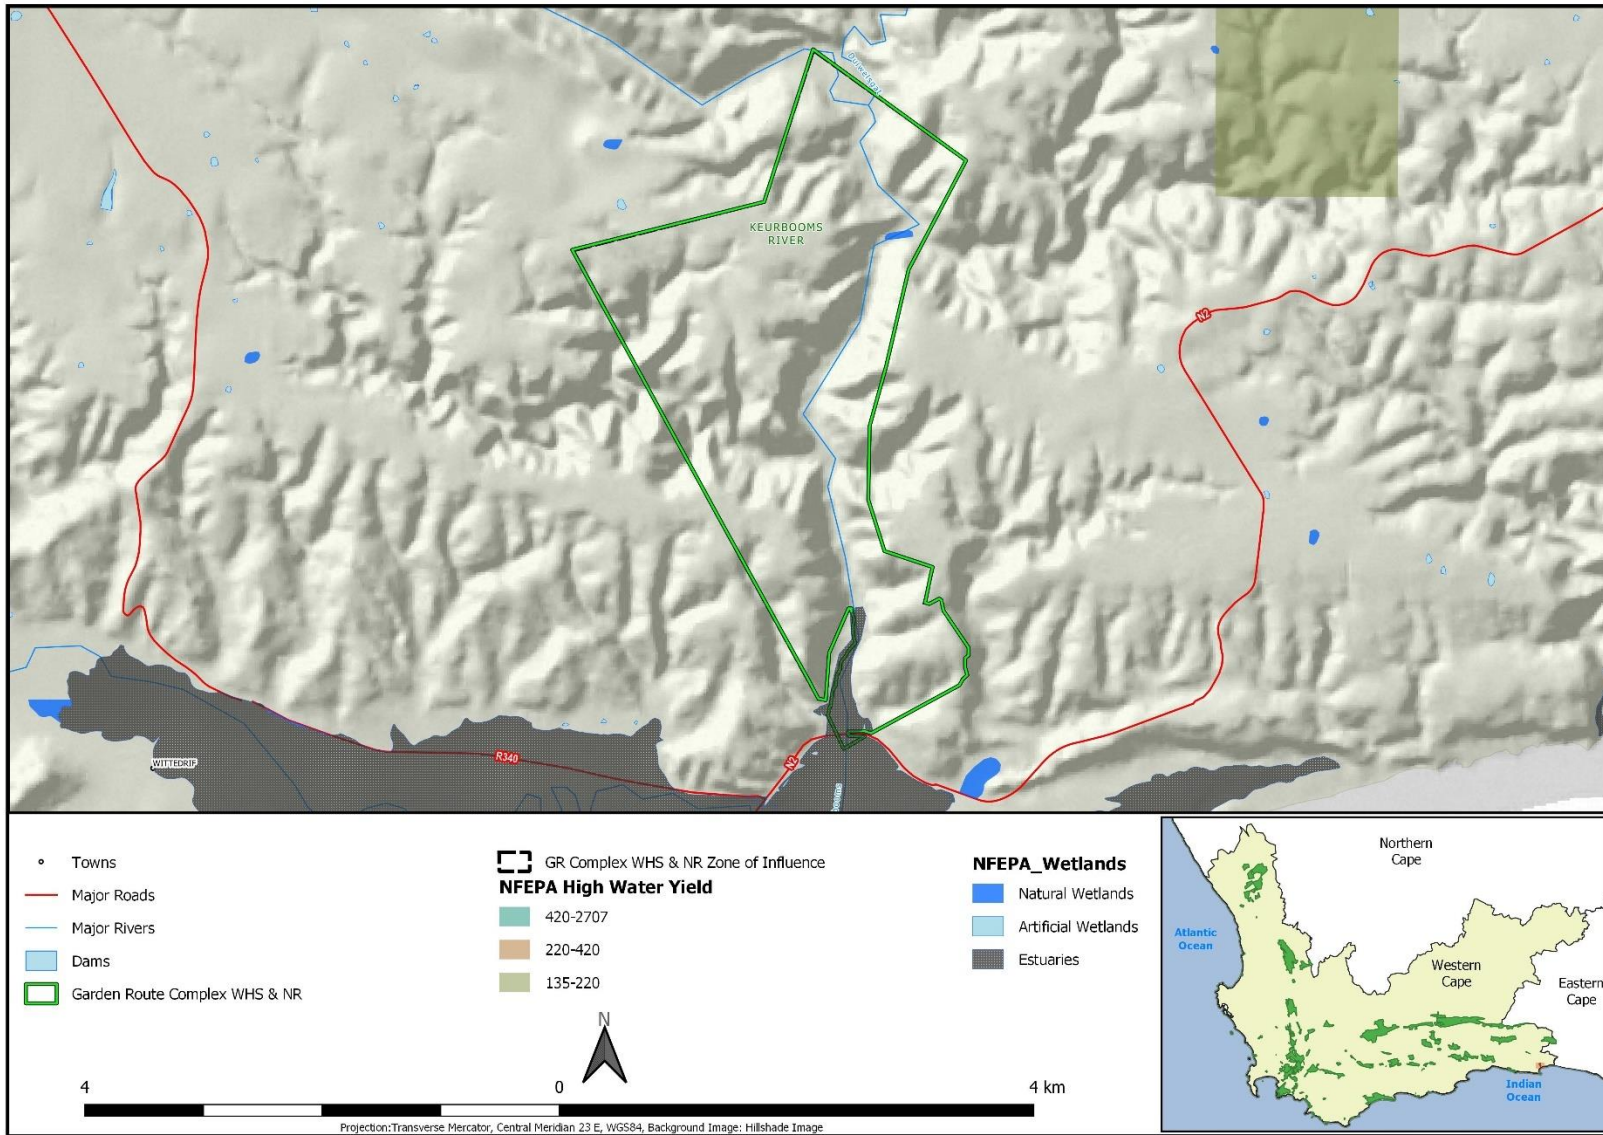 Duiwelsgat
KEURBOOMS
RIVER
N2
WITTEDRIF
R340
N2
Towns
Major Roads
Major Rivers
Dams
Garden Route Complex WHS & NR
GR Complex WHS & NR Zone of Influence
NFEPA High Water Yield
420-2707
220-420
135-220
NFEPA_Wetlands
Natural Wetlands
Artificial Wetlands
Estuaries
N
4
0
4 km
Projection:Transverse Mercator, Central Meridian 23 E, WGS84, Background Image: Hillshade Image
Northern
Cape
Atlantic
Ocean
Western
Cape
Eastern
Cape
Indian
Ocean